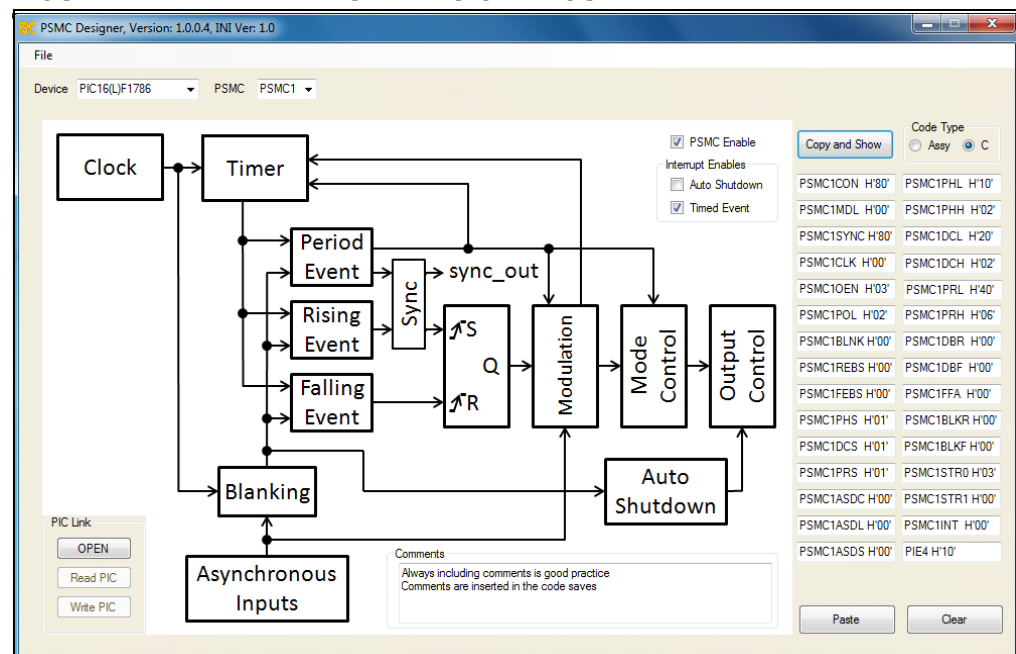 PSMC Designer, Version: 1.0.0.4, INI Ver: 1.0
File
Device PIC16(L)F1786 PSMC PSMC1
Clock
Timer
Period
Event
Rising
Event
Falling
Event
Sync
sync_out
S
Q
R
Modulation
Mode
Control
Output
Control
Blanking
Auto
Shutdown
Asynchronous
Inputs
PSMC Enable
Interrupt Enables
Auto Shutdown
Timed Event
PIC Link
OPEN
Read PIC
Write PIC
Comments
Always including comments is good practice
Comments are inserted in the code saves
Copy and Show
Code Type
Assy C
PSMC1CON H'80' PSMC1PHL H'10'
PSMC1MDL H'00' PSMC1PHH H'02'
PSMC1SYNC H'80' PSMC1DCL H'20'
PSMC1CLK H'00' PSMC1DCH H'02'
PSMC1OEN H'03' PSMC1PRL H'40'
PSMC1POL H'02' PSMC1PRH H'06'
PSMC1BLNK H'00' PSMC1DBR H'00'
PSMC1REBS H'00' PSMC1DBF H'00'
PSMC1FEBS H'00' PSMC1FFA H'00'
PSMC1PHS H'01' PSMC1BLKR H'00'
PSMC1DCS H'01' PSMC1BLKF H'00'
PSMC1PRS H'01' PSMC1STR0 H'03'
PSMC1ASDC H'00' PSMC1STR1 H'00'
PSMC1ASDL H'00' PSMC1INT H'00'
PSMC1ASDS H'00' PIE4 H'10'
Paste Clear